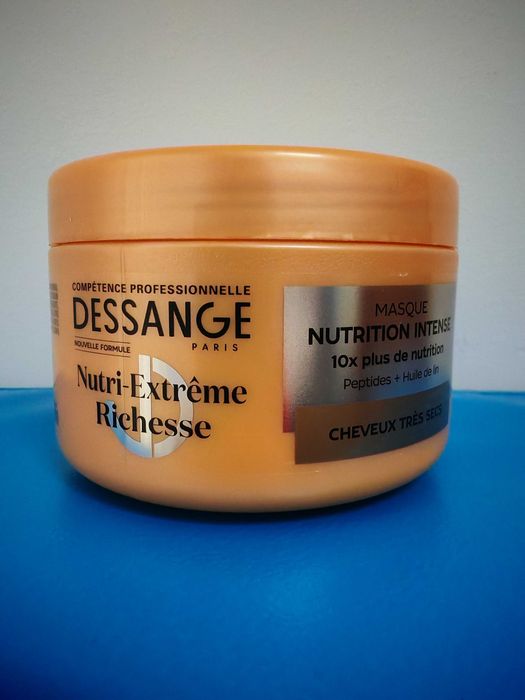 COMPÉTENCE PROFESSIONNELLE
DESSANGE
NOUVELLE FORMULE
PARIS
Nutri-Extrême
Richesse
MASQUE
NUTRITION INTENSE
10x plus de nutrition
Peptides + Huile de lin
CHEVEUX TRÈS SECS